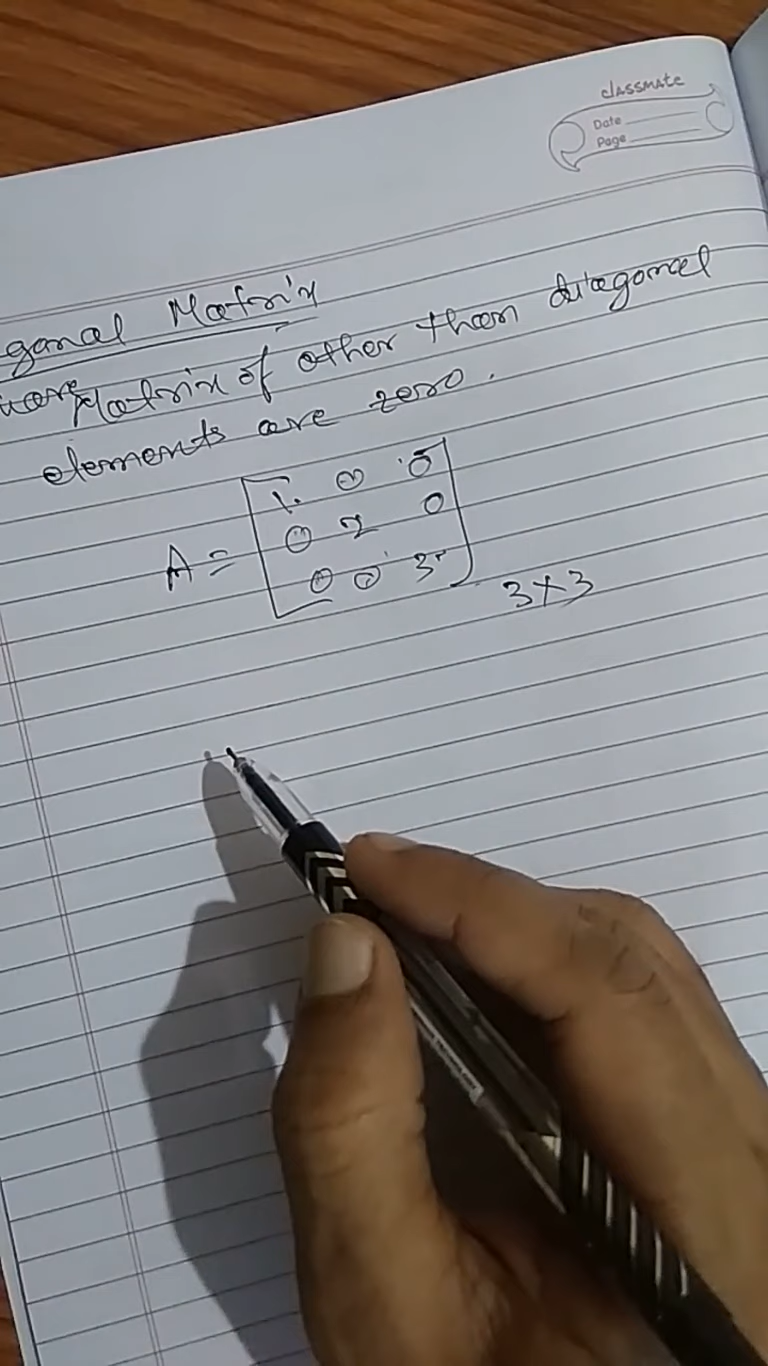 classmate
Date
Page
gonal Matrix
uare Matrix of other than diagonal
elements are zero.
A = [ 1 0 0
0 2 0
0 0 3 ] 3×3